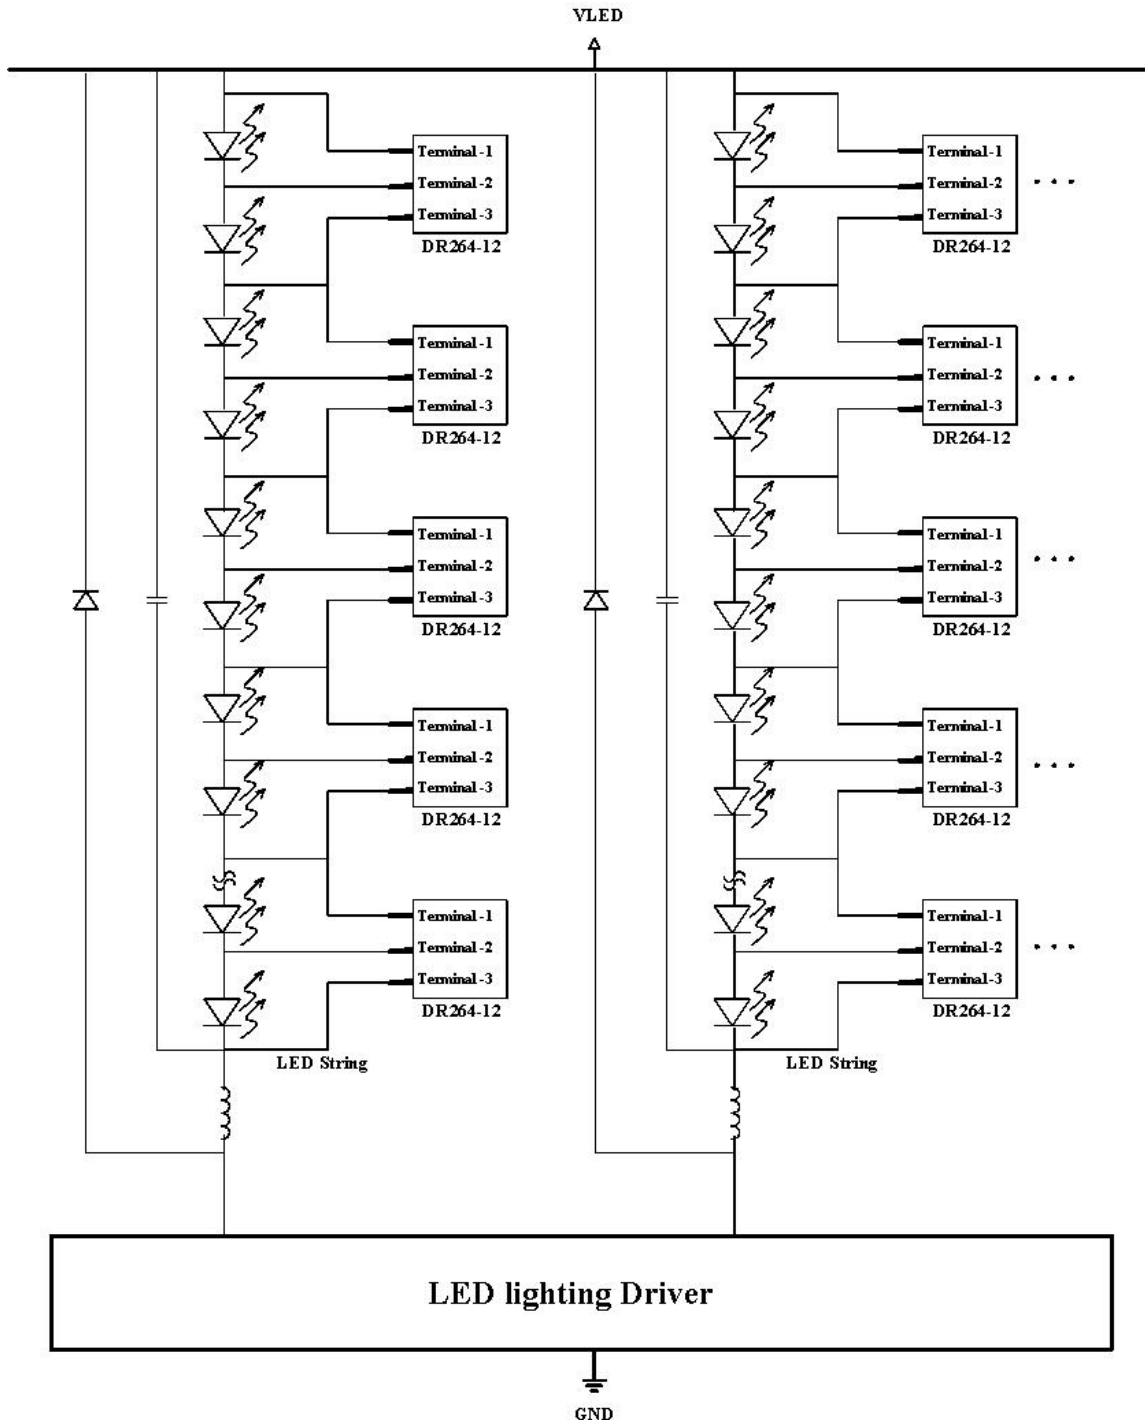 VLED
Terminal-1
Terminal-2
Terminal-3
DR264-12
Terminal-1
Terminal-2
Terminal-3
DR264-12
Terminal-1
Terminal-2
Terminal-3
DR264-12
Terminal-1
Terminal-2
Terminal-3
DR264-12
Terminal-1
Terminal-2
Terminal-3
DR264-12
LED String
Terminal-1
Terminal-2
Terminal-3
DR264-12
Terminal-1
Terminal-2
Terminal-3
DR264-12
Terminal-1
Terminal-2
Terminal-3
DR264-12
Terminal-1
Terminal-2
Terminal-3
DR264-12
Terminal-1
Terminal-2
Terminal-3
DR264-12
LED String
LED lighting Driver
GND